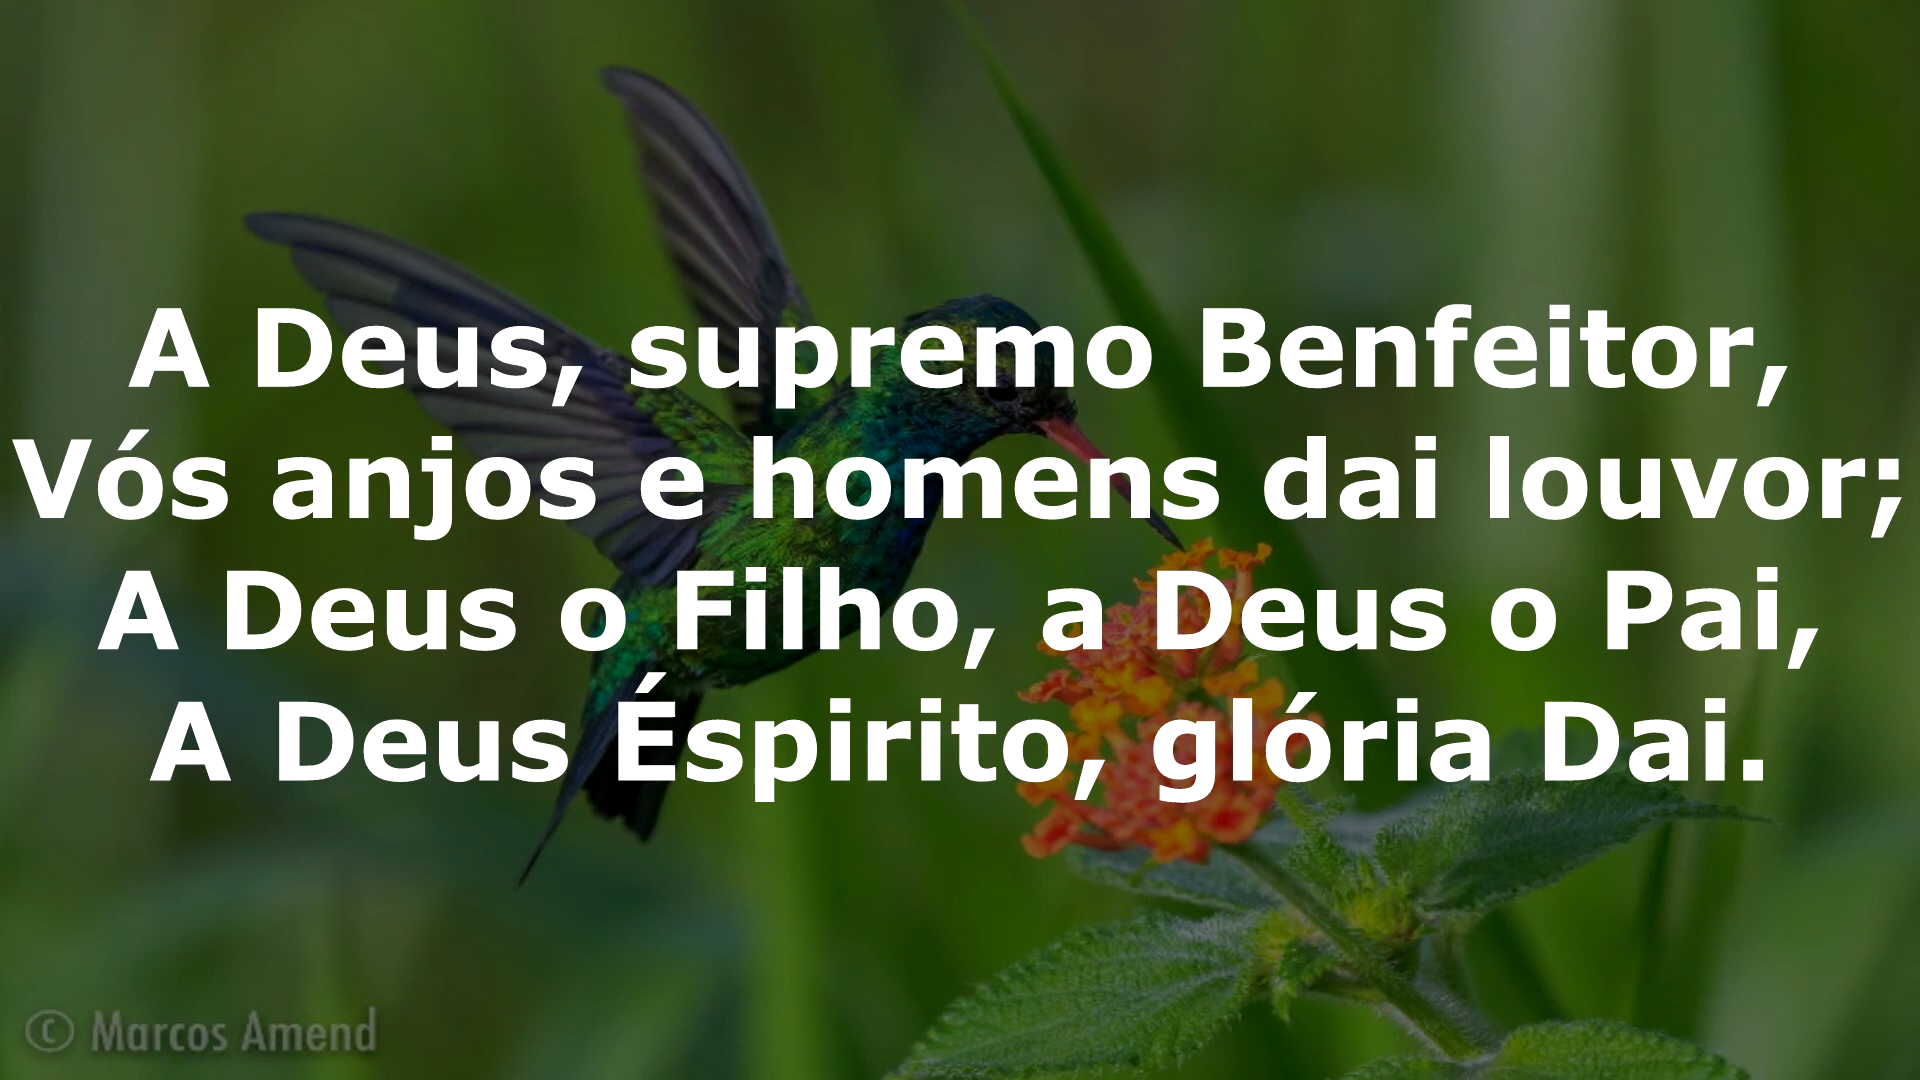 A Deus, supremo Benfeitor,
Vós anjos e homens dai louvor;
A Deus o Filho, a Deus o Pai,
A Deus Éspirito, glória Dai.
© Marcos Amend